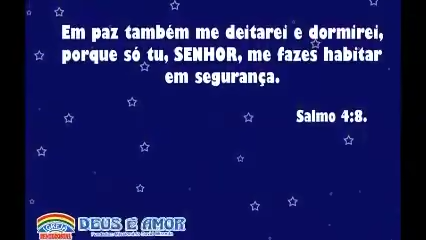 Em paz também me deitarei e dormirei,
porque só tu, SENHOR, me fazes habitar
em segurança.
Salmo 4:8.
IGREJA
DEUS É AMOR